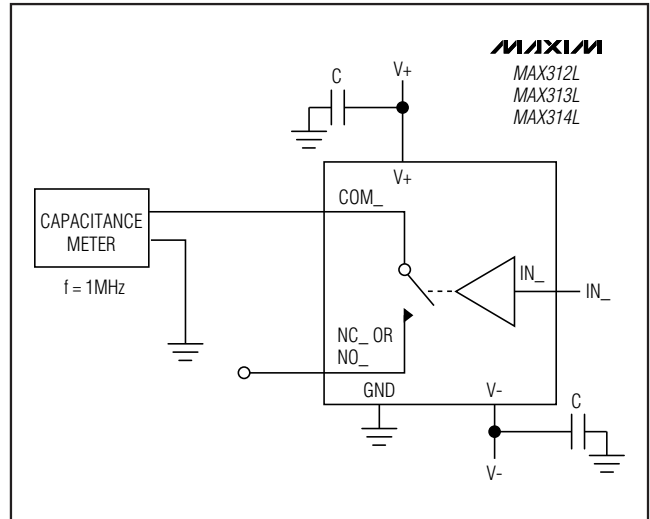 MAXIM
MAX312L
MAX313L
MAX314L
C
V+
V+
COM_
CAPACITANCE
METER
f = 1MHz
IN_
IN_
NC_ OR
NO_
GND
V-
C
V-